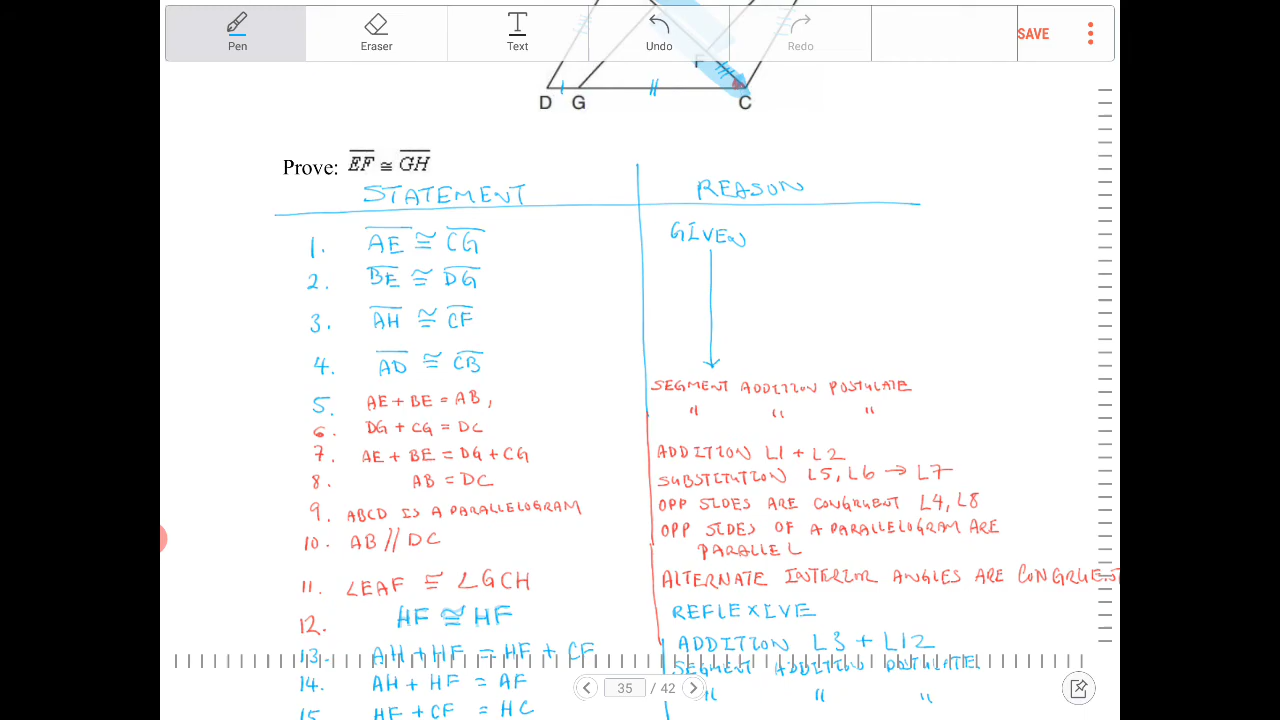 Pen Eraser Text Undo Redo SAVE
F
D G C
Prove: EF ≅ GH
STATEMENT REASON
1. AE ≅ CG GIVEN
2. BE ≅ DG
3. AH ≅ CF
4. AD ≅ CB
5. AE + BE = AB, SEGMENT ADDITION POSTULATE
6. DG + CG = DC " " "
7. AE + BE = DG + CG ADDITION L1 + L2
8. AB = DC SUBSTITUTION L5, L6 → L7
9. ABCD IS A PARALLELOGRAM OPP SIDES ARE CONGRUENT L4, L8
10. AB // DC OPP SIDES OF A PARALLELOGRAM ARE
PARALLEL
11. ∠EAF ≅ ∠GCH ALTERNATE INTERIOR ANGLES ARE CONGRUENT
12. HF ≅ HF REFLEXIVE
13. AH + HF = HF + CF ADDITION L3 + L12
14. AH + HF = AF SEGMENT ADDITION POSTULATE
15 HF + CF = HC " " "
35 / 42